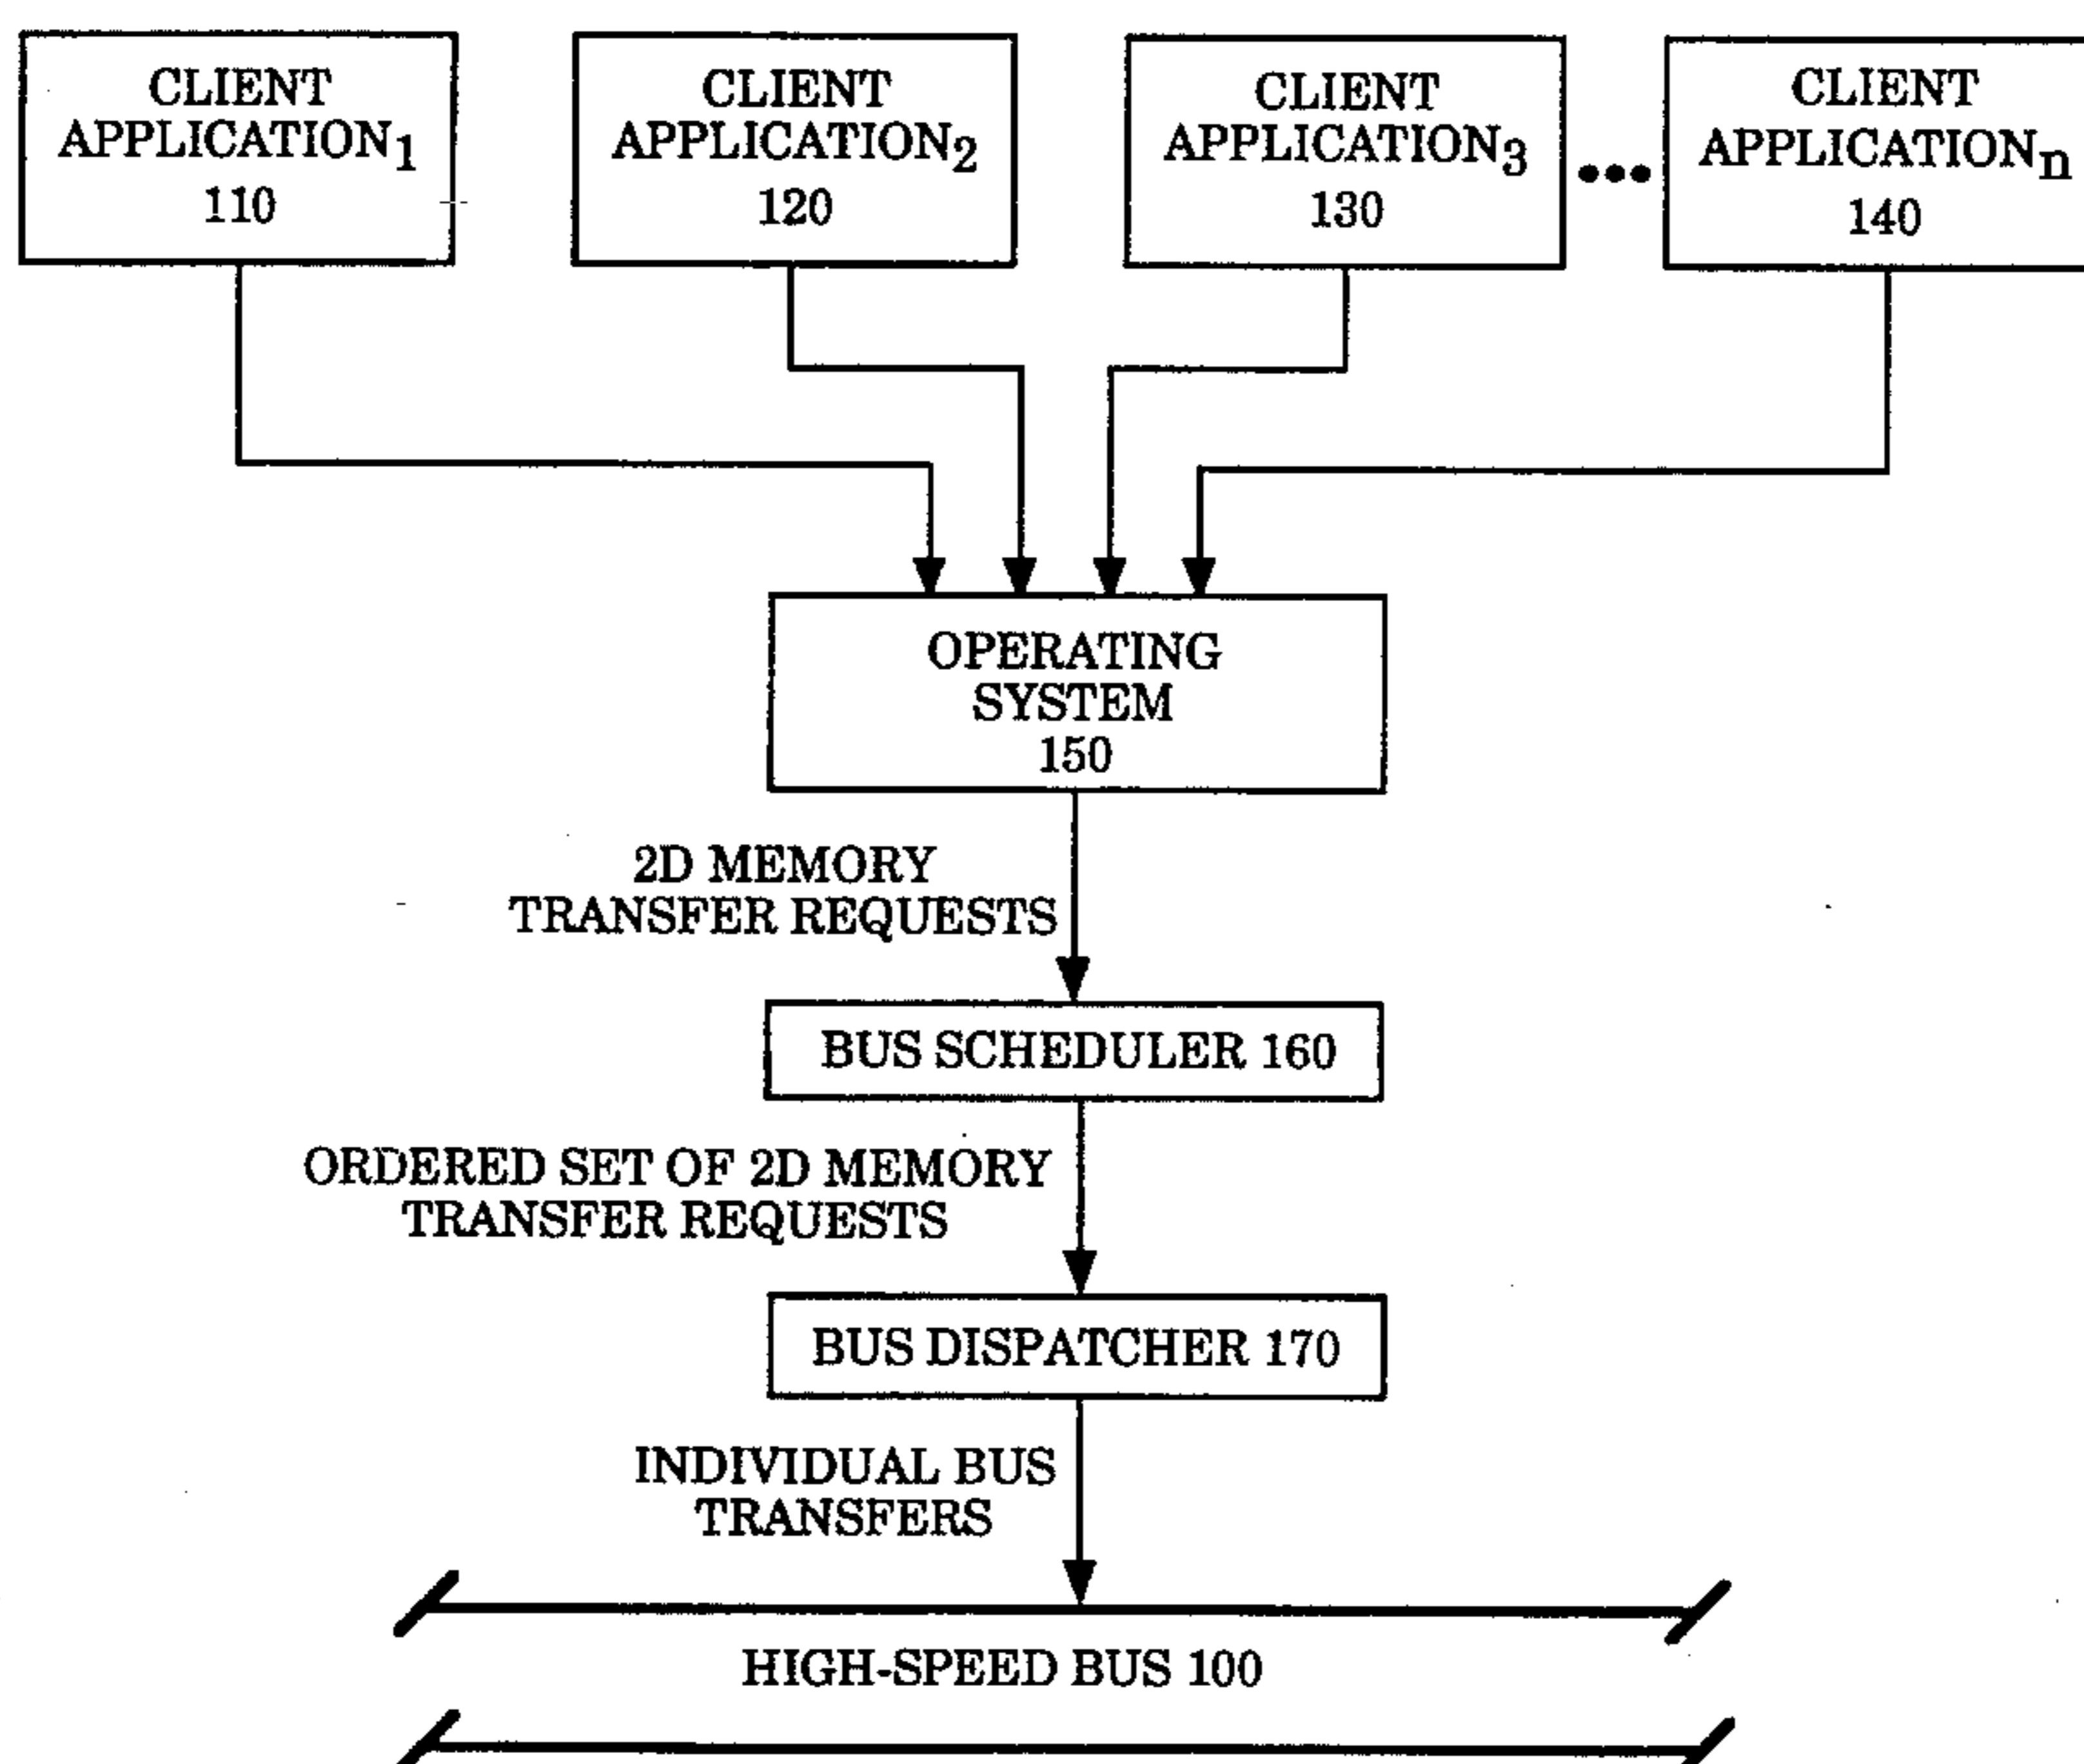 CLIENT
APPLICATION1
110
CLIENT
APPLICATION2
120
CLIENT
APPLICATION3
130
•••
CLIENT
APPLICATIONn
140
OPERATING
SYSTEM
150
2D MEMORY
TRANSFER REQUESTS
BUS SCHEDULER 160
ORDERED SET OF 2D MEMORY
TRANSFER REQUESTS
BUS DISPATCHER 170
INDIVIDUAL BUS
TRANSFERS
HIGH-SPEED BUS 100